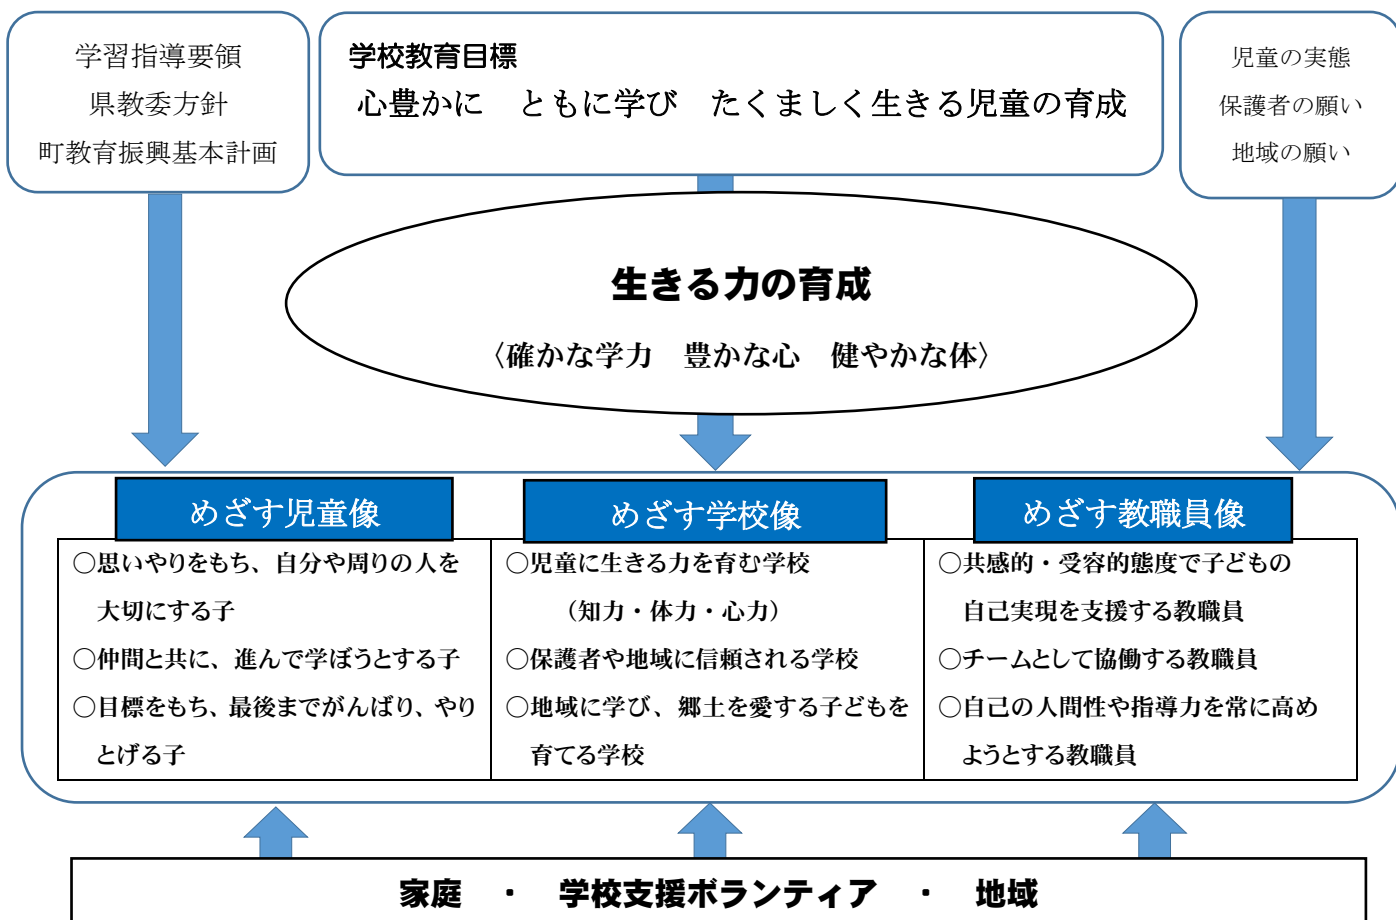 学習指導要領
県教委方針
町教育振興基本計画
学校教育目標
心豊かに　ともに学び　たくましく生きる児童の育成
児童の実態
保護者の願い
地域の願い
生きる力の育成
〈確かな学力　豊かな心　健やかな体〉
めざす児童像
○思いやりをもち、自分や周りの人を
大切にする子
○仲間と共に、進んで学ぼうとする子
○目標をもち、最後までがんばり、やり
とげる子
めざす学校像
○児童に生きる力を育む学校
（知力・体力・心力）
○保護者や地域に信頼される学校
○地域に学び、郷土を愛する子どもを
育てる学校
めざす教職員像
○共感的・受容的態度で子どもの
自己実現を支援する教職員
○チームとして協働する教職員
○自己の人間性や指導力を常に高め
ようとする教職員
家庭　・　学校支援ボランティア　・　地域